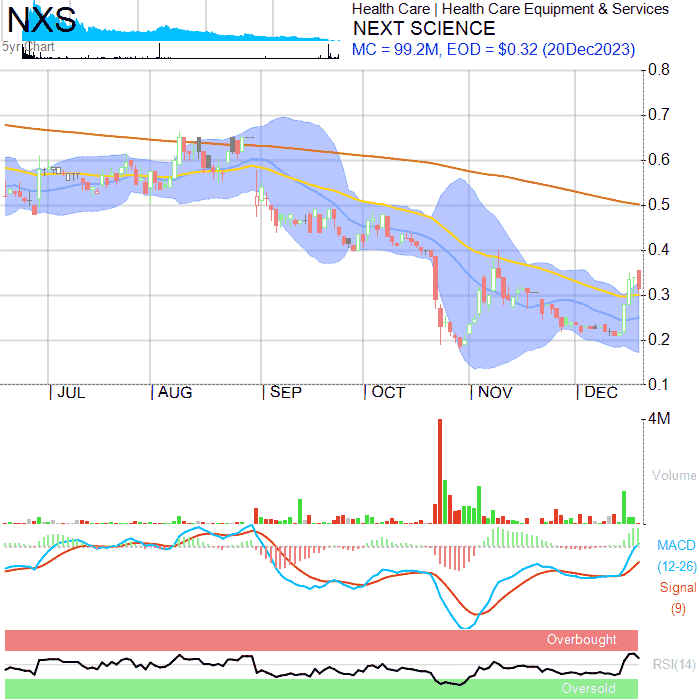 NXS
5yr Chart
Health Care | Health Care Equipment & Services
NEXT SCIENCE
MC = 99.2M, EOD = $0.32 (20Dec2023)
0.8
0.7
0.6
0.5
0.4
0.3
0.2
0.1
JUL AUG SEP OCT NOV DEC
4M
Volume
MACD
(12-26)
Signal
(9)
Overbought
RSI(14)
Oversold